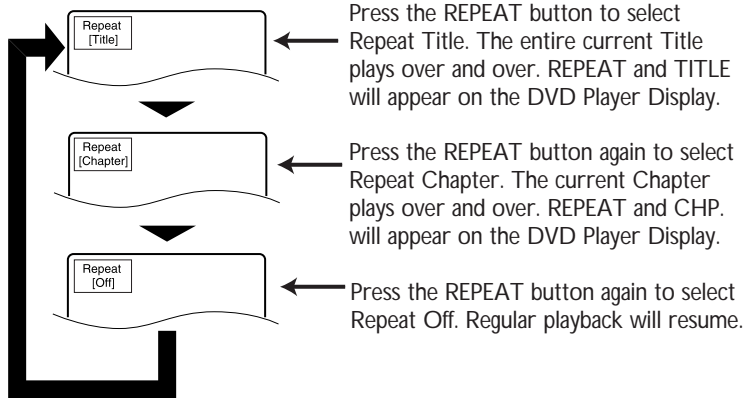 Repeat
[Title]
Press the REPEAT button to select
Repeat Title. The entire current Title
plays over and over. REPEAT and TITLE
will appear on the DVD Player Display.
Repeat
[Chapter]
Press the REPEAT button again to select
Repeat Chapter. The current Chapter
plays over and over. REPEAT and CHP.
will appear on the DVD Player Display.
Repeat
[Off]
Press the REPEAT button again to select
Repeat Off. Regular playback will resume.